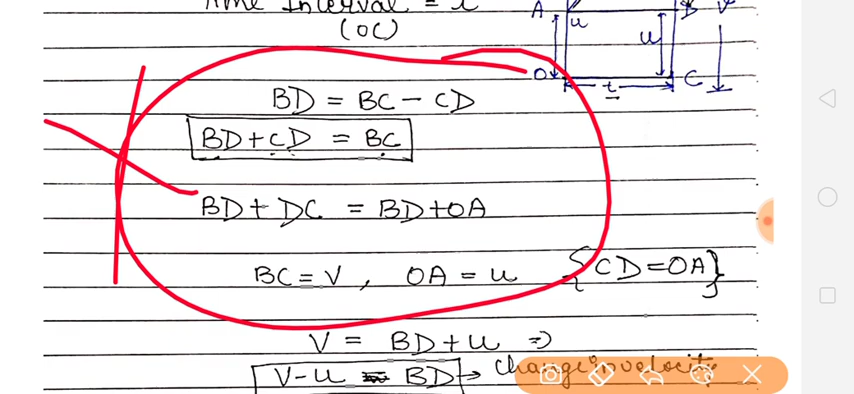 Time Interval = t
(OC)
A
B
V
u
u
O
t
C
BD = BC - CD
BD + CD = BC
BD + DC = BD + OA
BC = V , OA = u {CD = OA}
V = BD + u ⇒
V - u = BD → change in velocity